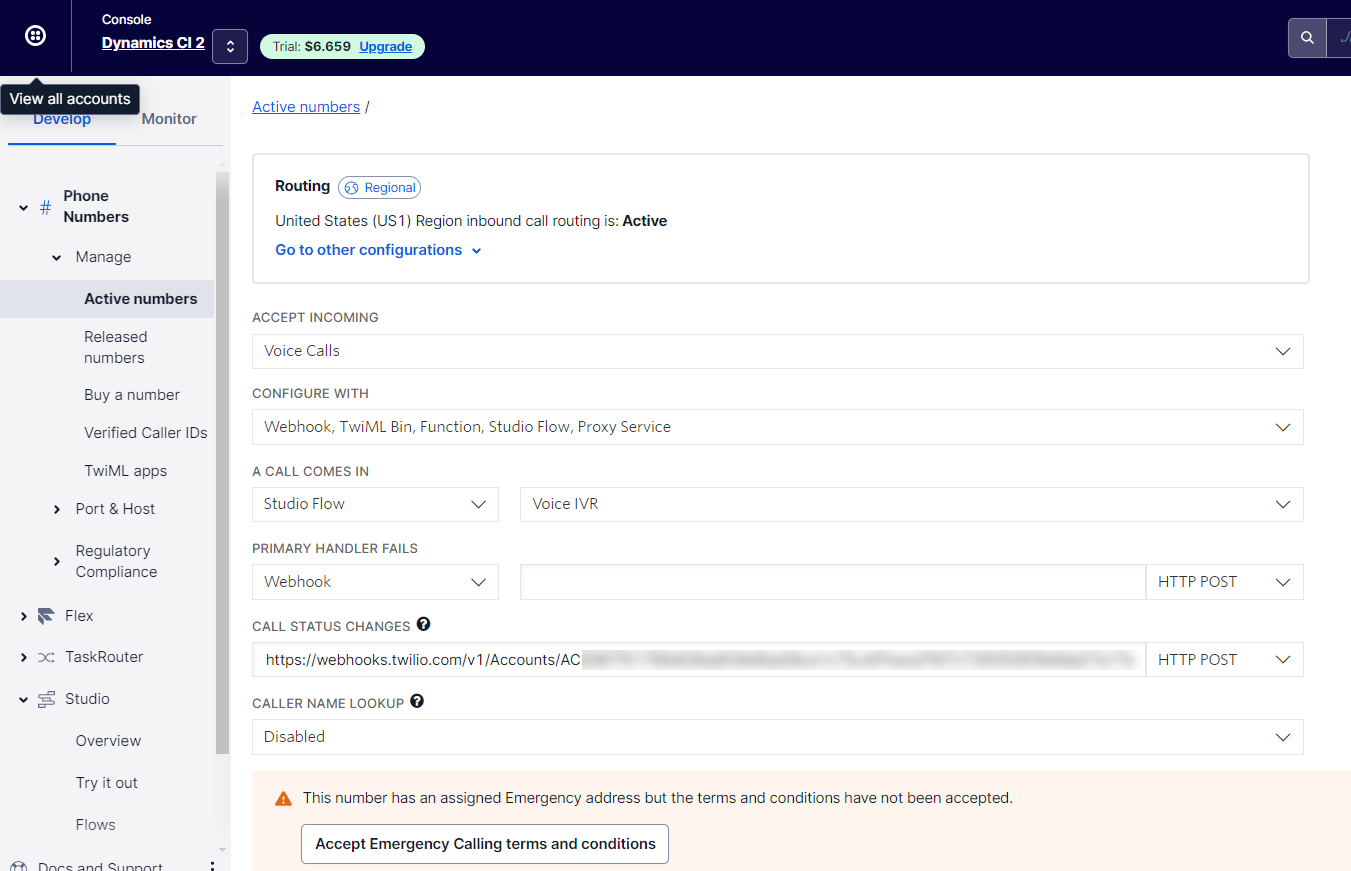 Console
Dynamics CI 2
Trial: $6.659 Upgrade
View all accounts
Develop
Monitor
# Phone
Numbers
Manage
Active numbers
Released
numbers
Buy a number
Verified Caller IDs
TwiML apps
Port & Host
Regulatory
Compliance
Flex
TaskRouter
Studio
Overview
Try it out
Flows
Docs and Support
Active numbers /
Routing Regional
United States (US1) Region inbound call routing is: Active
Go to other configurations
ACCEPT INCOMING
Voice Calls
CONFIGURE WITH
Webhook, TwiML Bin, Function, Studio Flow, Proxy Service
A CALL COMES IN
Studio Flow
Voice IVR
PRIMARY HANDLER FAILS
Webhook
HTTP POST
CALL STATUS CHANGES
https://webhooks.twilio.com/v1/Accounts/AC
HTTP POST
CALLER NAME LOOKUP
Disabled
This number has an assigned Emergency address but the terms and conditions have not been accepted.
Accept Emergency Calling terms and conditions